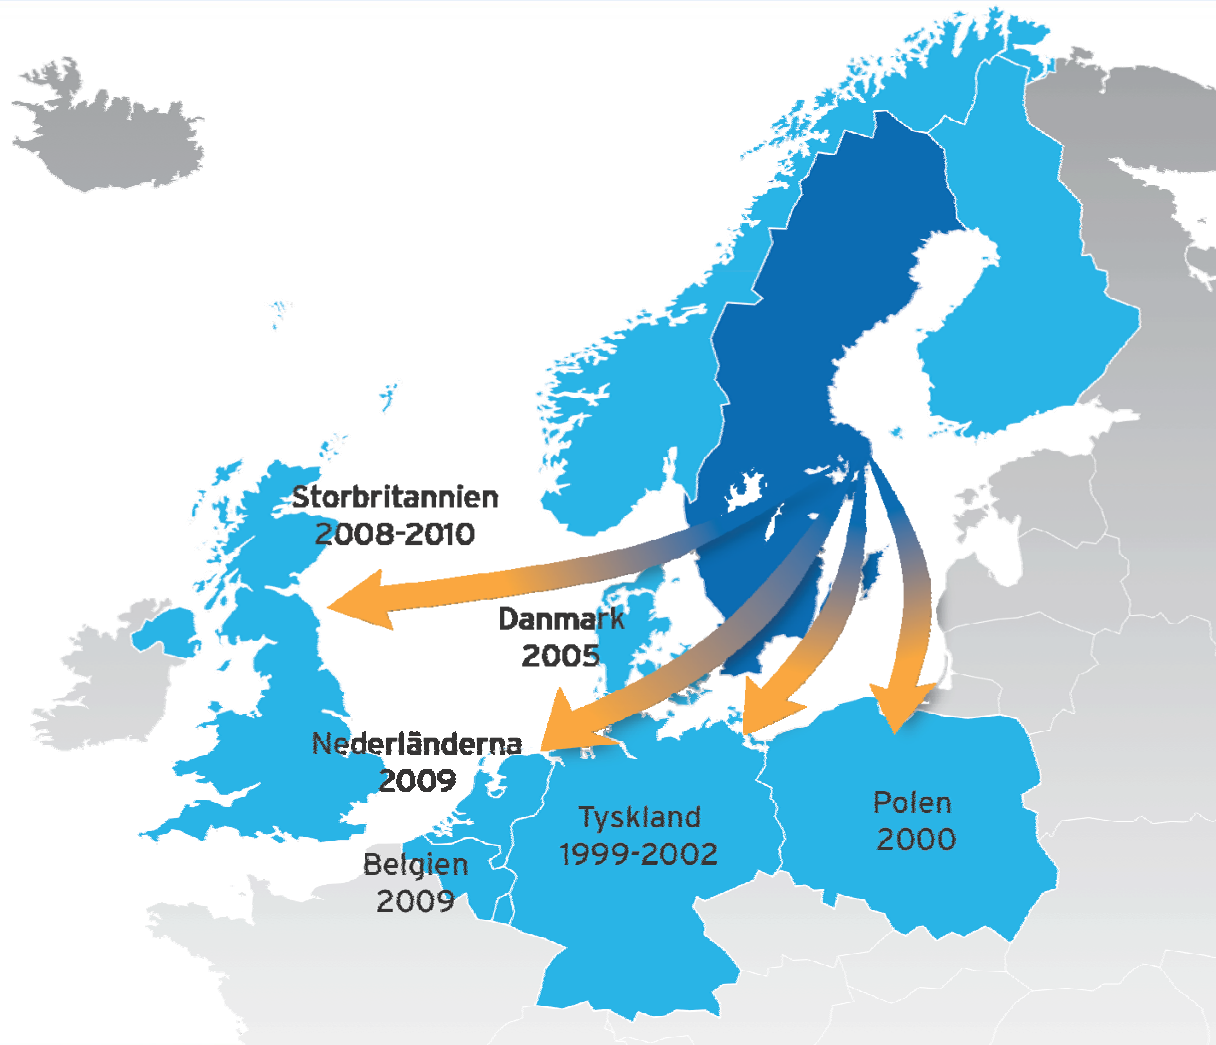 Storbritannien
2008-2010
Danmark
2005
Nederländerna
2009
Tyskland
1999-2002
Polen
2000
Belgien
2009